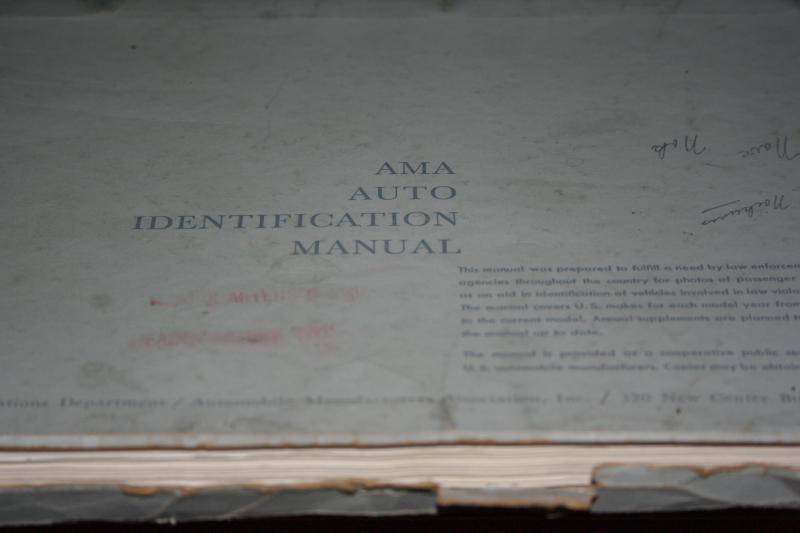 AMA
AUTO
IDENTIFICATION
MANUAL
This manual was prepared to fulfill a need by law enforcem
agencies throughout the country for photos of passenger
as an aid in identification of vehicles involved in law viola
The manual covers U.S. makes for each model year from
to the current model. Annual supplements are planned t
the manual up to date.
The manual is provided as a cooperative public se
U.S. automobile manufacturers. Copies may be obtain
ations Department / Automobile Manufacturers Association, Inc. / 320 New Center Bu